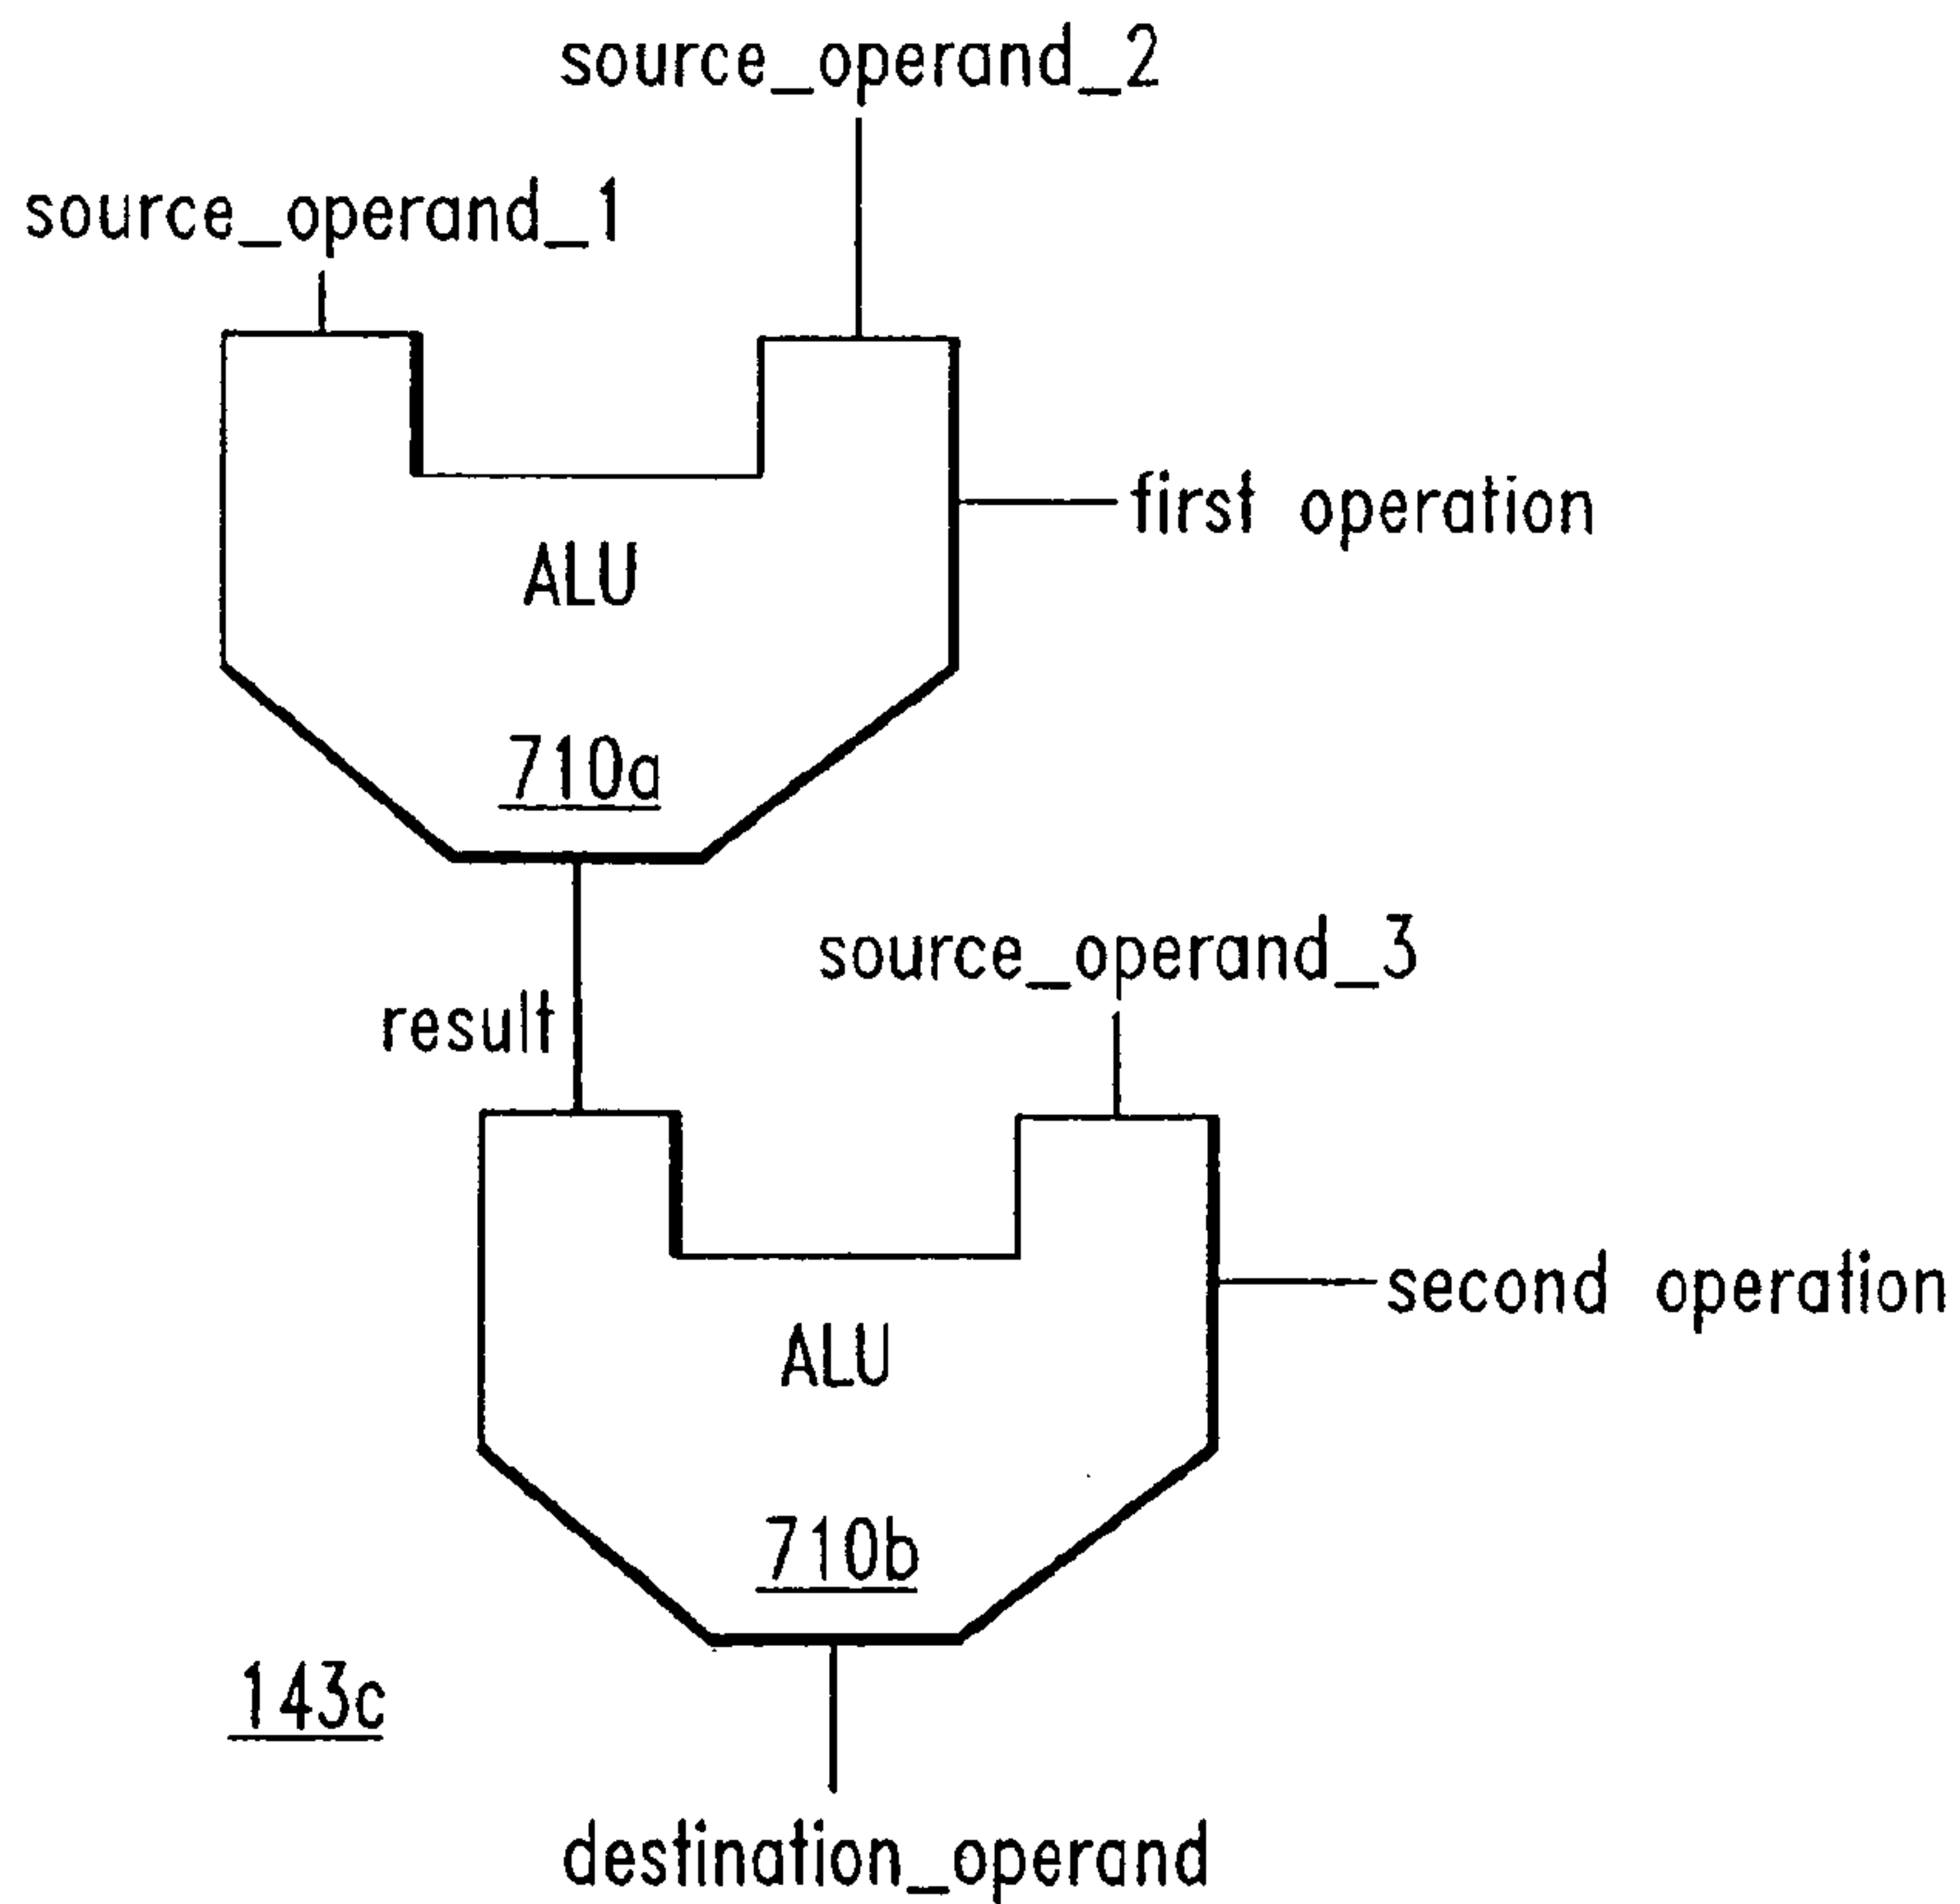 source_operand_2
source_operand_1
first operation
ALU
710a
source_operand_3
result
second operation
ALU
710b
143c
destination_operand